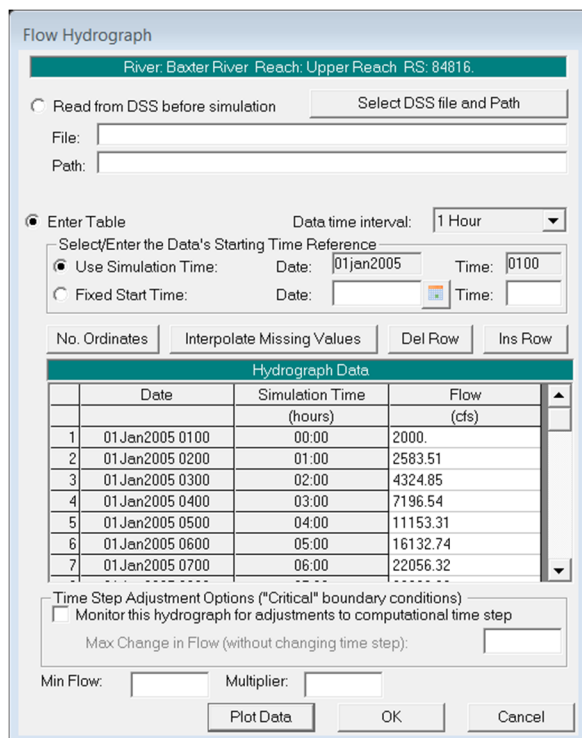 Flow Hydrograph
River: Baxter River Reach: Upper Reach RS: 84816.
Read from DSS before simulation
Select DSS file and Path
File:
Path:
Enter Table
Data time interval: 1 Hour
Select/Enter the Data's Starting Time Reference
Use Simulation Time: Date: 01jan2005 Time: 0100
Fixed Start Time: Date: Time:
No. Ordinates Interpolate Missing Values Del Row Ins Row
Hydrograph Data
Date Simulation Time Flow
(hours) (cfs)
1 01Jan2005 0100 00:00 2000.
2 01Jan2005 0200 01:00 2583.51
3 01Jan2005 0300 02:00 4324.85
4 01Jan2005 0400 03:00 7196.54
5 01Jan2005 0500 04:00 11153.31
6 01Jan2005 0600 05:00 16132.74
7 01Jan2005 0700 06:00 22056.32
Time Step Adjustment Options ("Critical" boundary conditions)
Monitor this hydrograph for adjustments to computational time step
Max Change in Flow (without changing time step):
Min Flow: Multiplier:
Plot Data OK Cancel